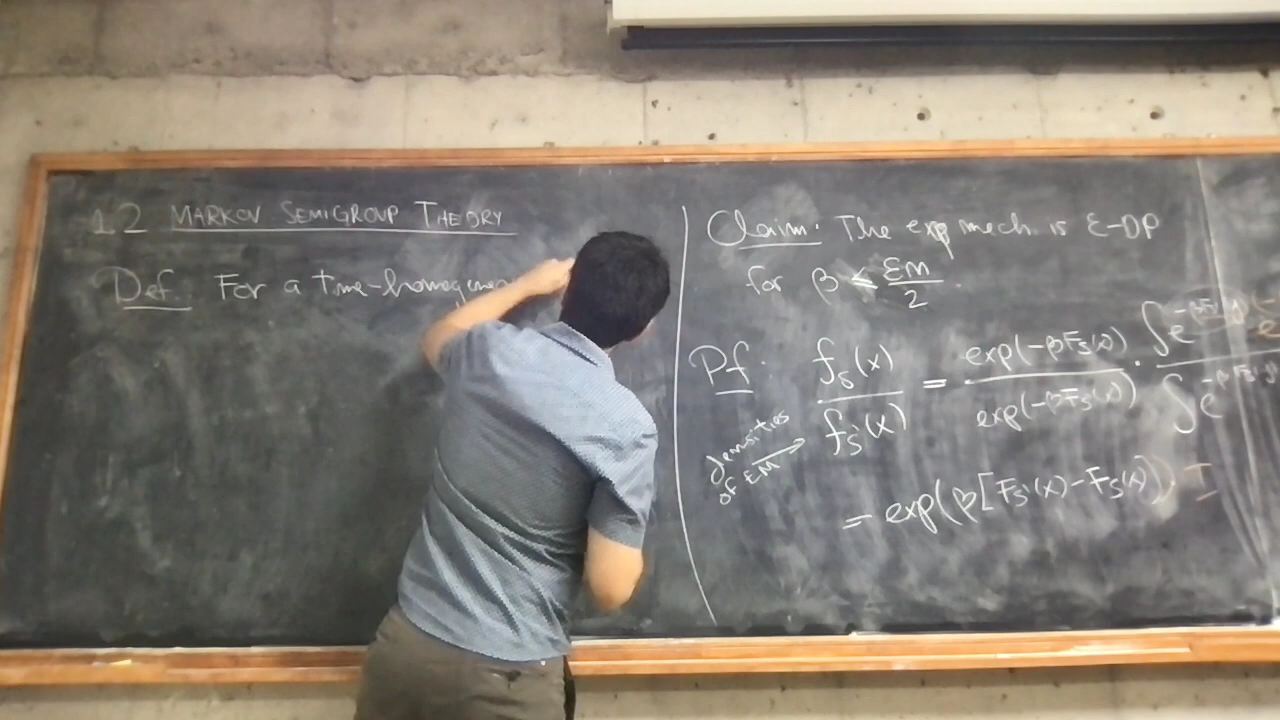 1.2 MARKOV SEMIGROUP THEORY
Def. For a time-homogene
Claim: The exp mech. is ε-DP
for β ≤ εm/2
Pf: f_S(x)/f_S'(x) = exp(-βF_S(x))/exp(-βF_S'(x)) ·
densities of EM →
= exp(β[F_S'(x)-F_S(x)]) · I